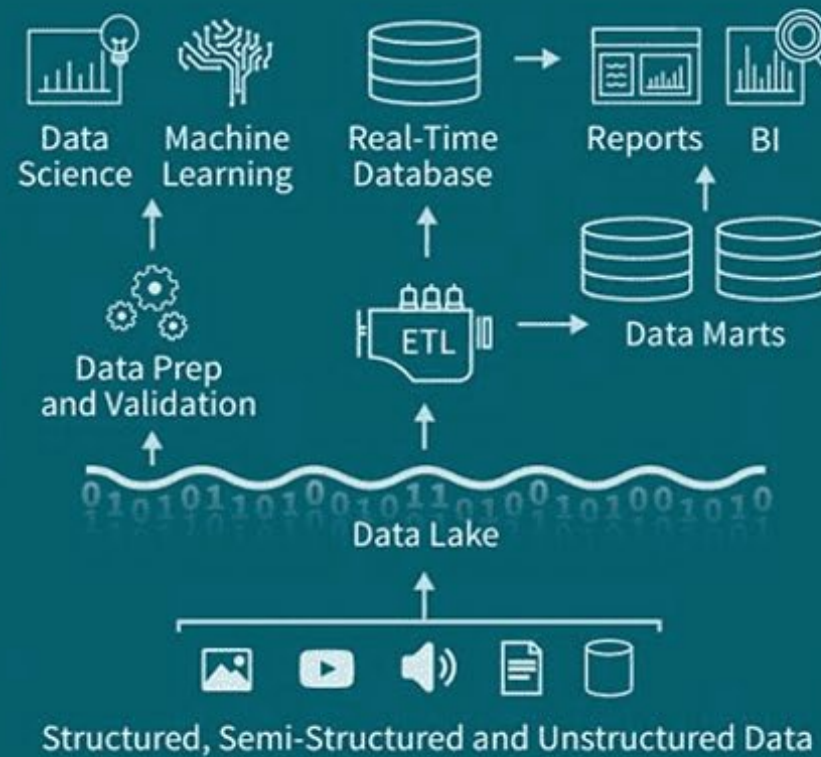 Data
Science
Machine
Learning
Real-Time
Database
Reports
BI
Data Prep
and Validation
ETL
Data Marts
0101011010010110100101001010
Data Lake
Structured, Semi-Structured and Unstructured Data